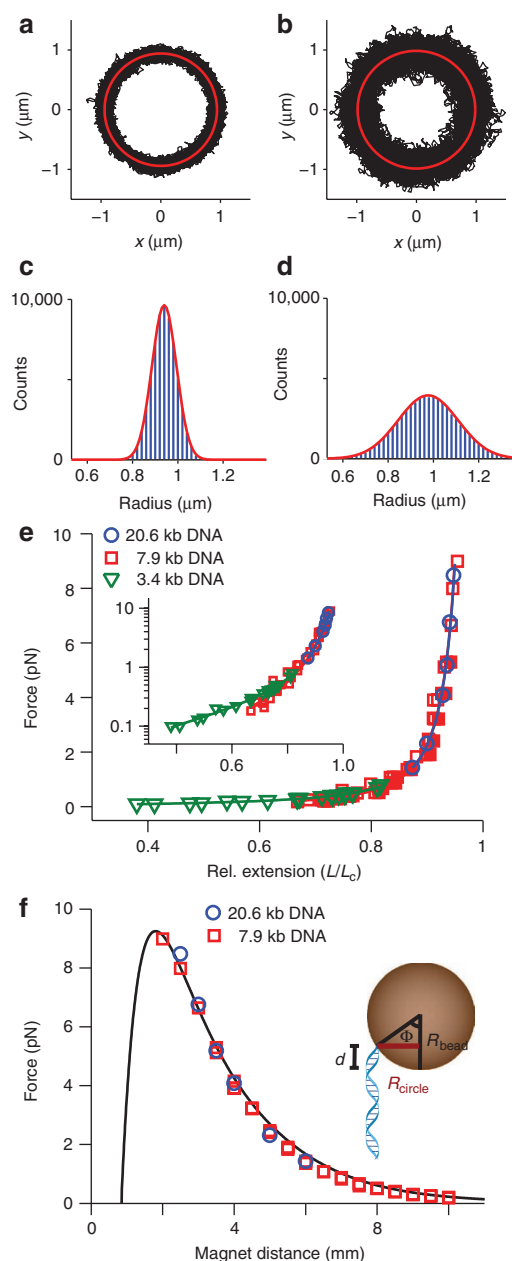 a
b
1
0
−1
y (μm)
−1
0
1
x (μm)
1
0
−1
y (μm)
−1
0
1
x (μm)
c
d
10,000
0
Counts
0.6
0.8
1
1.2
Radius (μm)
10,000
0
Counts
0.6
0.8
1
1.2
Radius (μm)
e
20.6 kb DNA
7.9 kb DNA
3.4 kb DNA
10
8
6
4
2
0
Force (pN)
10
1
0.1
0.6
1.0
0.4
0.6
0.8
1
Rel. extension (L/Lc)
f
20.6 kb DNA
7.9 kb DNA
10
8
6
4
2
0
Force (pN)
Φ
Rbead
d
Rcircle
0
4
8
Magnet distance (mm)